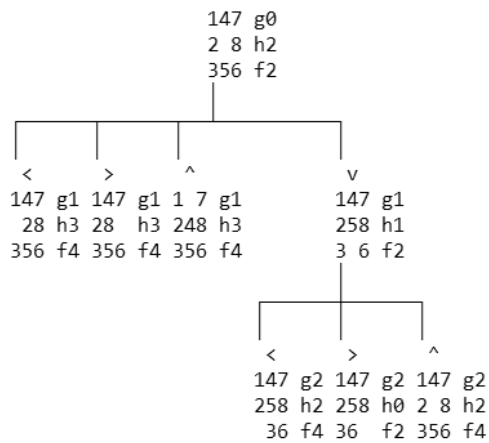 147 g0
2 8 h2
356 f2
< > ^ v
147 g1 147 g1 1 7 g1 147 g1
 28 h3 28  h3 248 h3 258 h1
356 f4 356 f4 356 f4 3 6 f2
< > ^
147 g2 147 g2 147 g2
258 h2 258 h0 2 8 h2
 36 f4 36  f2 356 f4